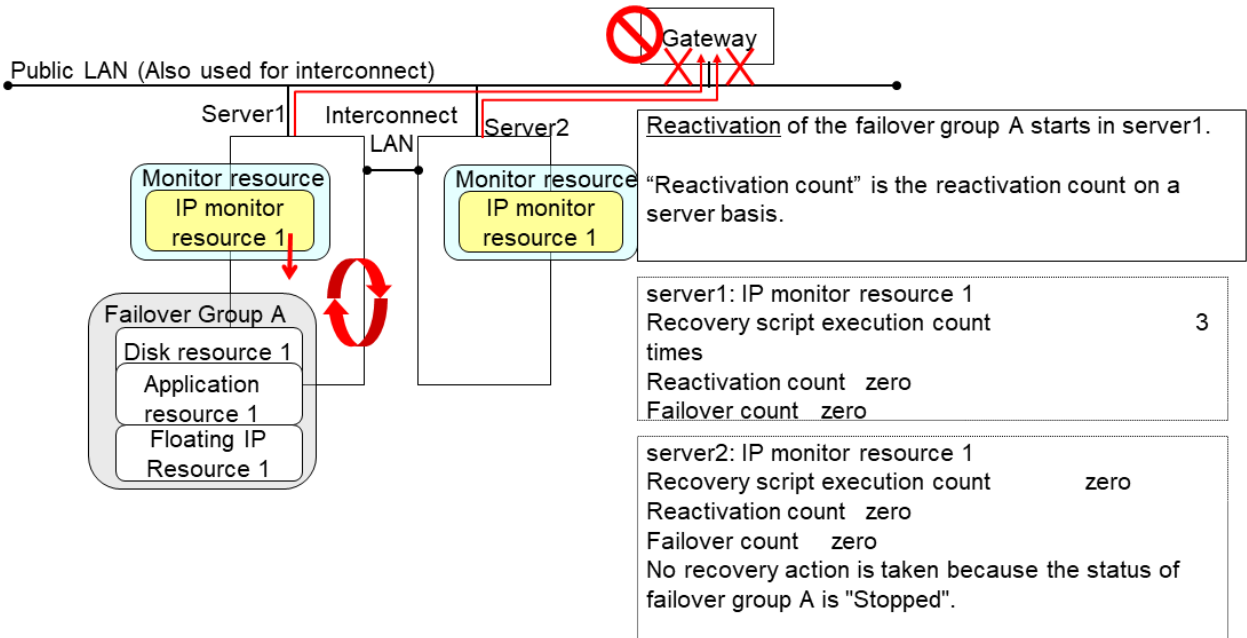 Gateway
Public LAN (Also used for interconnect)
Server1
Interconnect
LAN
Server2
Monitor resource
IP monitor
resource 1
Monitor resource
IP monitor
resource 1
Failover Group A
Disk resource 1
Application
resource 1
Floating IP
Resource 1
Reactivation of the failover group A starts in server1.
“Reactivation count” is the reactivation count on a
server basis.
server1: IP monitor resource 1
Recovery script execution count 3
times
Reactivation count zero
Failover count zero
server2: IP monitor resource 1
Recovery script execution count zero
Reactivation count zero
Failover count zero
No recovery action is taken because the status of
failover group A is "Stopped".